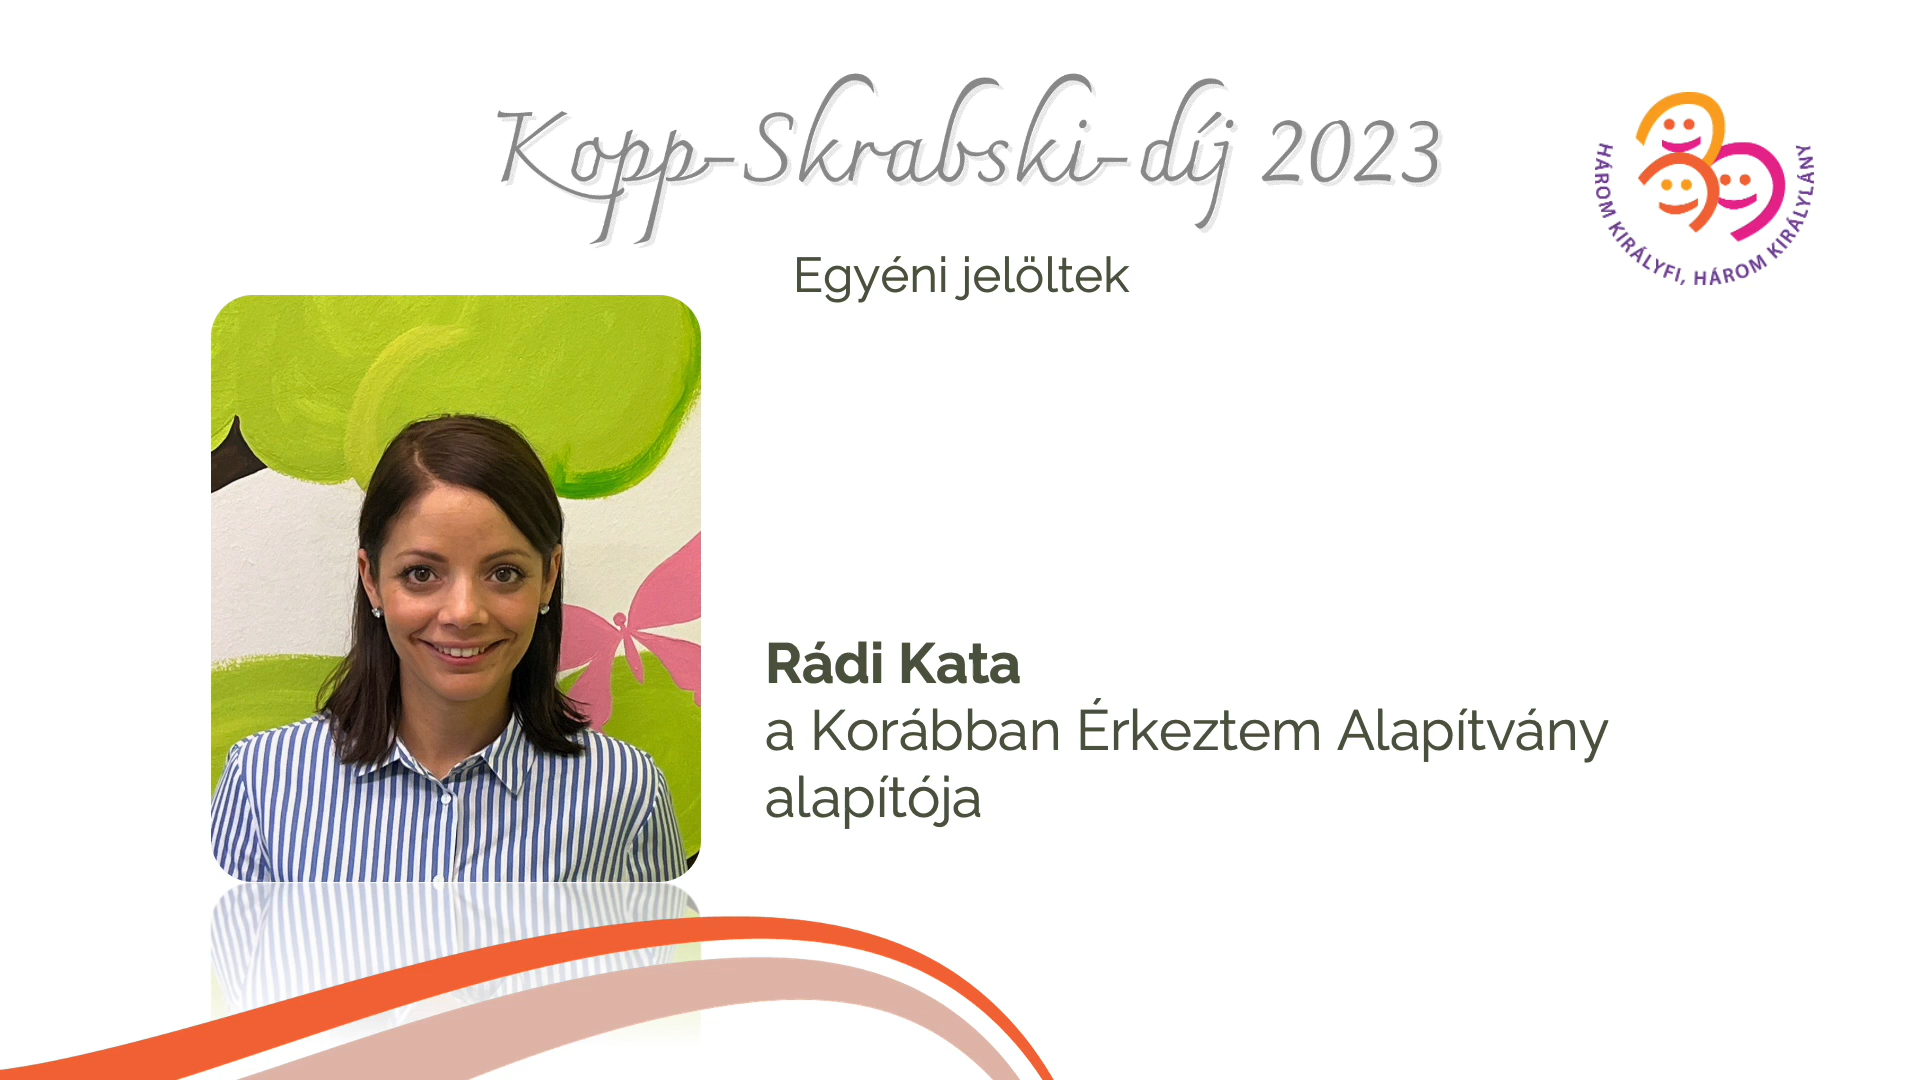 Kopp-Skrabski-díj 2023
HÁROM KIRÁLYFI, HÁROM KIRÁLYLÁNY
Egyéni jelöltek
Rádi Kata
a Korábban Érkeztem Alapítvány
alapítója